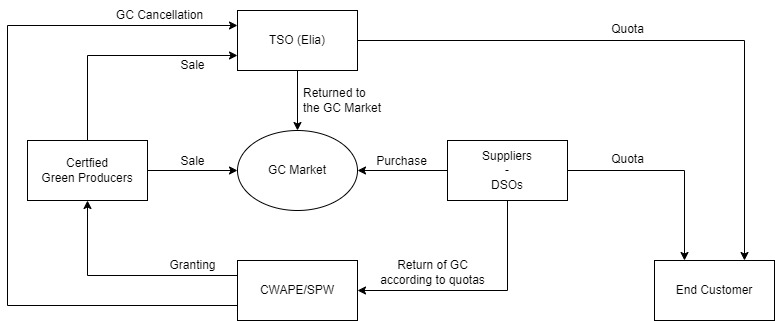 GC Cancellation
TSO (Elia)
Quota
Sale
Returned to
the GC Market
Certfied
Green Producers
Sale
GC Market
Purchase
Suppliers
-
DSOs
Quota
Granting
CWAPE/SPW
Return of GC
according to quotas
End Customer